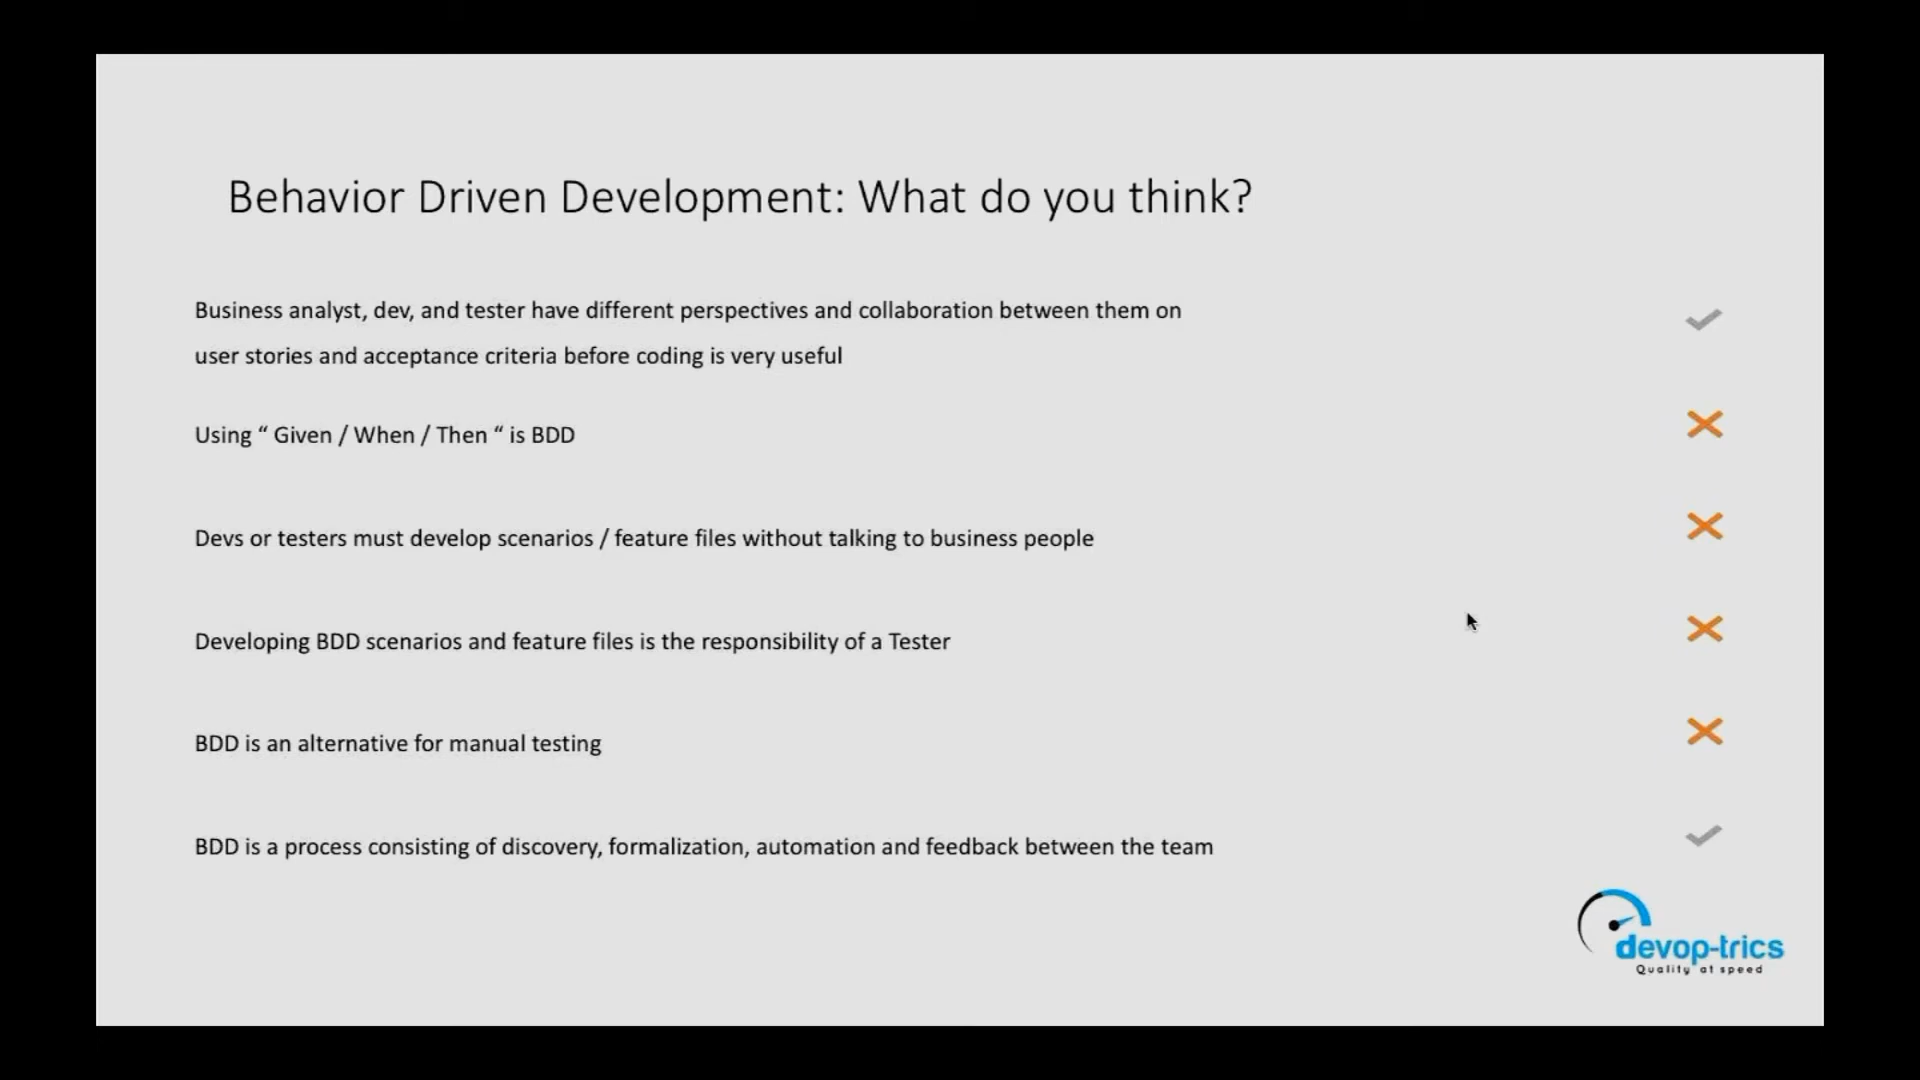 Behavior Driven Development: What do you think?
Business analyst, dev, and tester have different perspectives and collaboration between them on
user stories and acceptance criteria before coding is very useful
Using “ Given / When / Then “ is BDD
Devs or testers must develop scenarios / feature files without talking to business people
Developing BDD scenarios and feature files is the responsibility of a Tester
BDD is an alternative for manual testing
BDD is a process consisting of discovery, formalization, automation and feedback between the team
devop-trics
Quality at speed